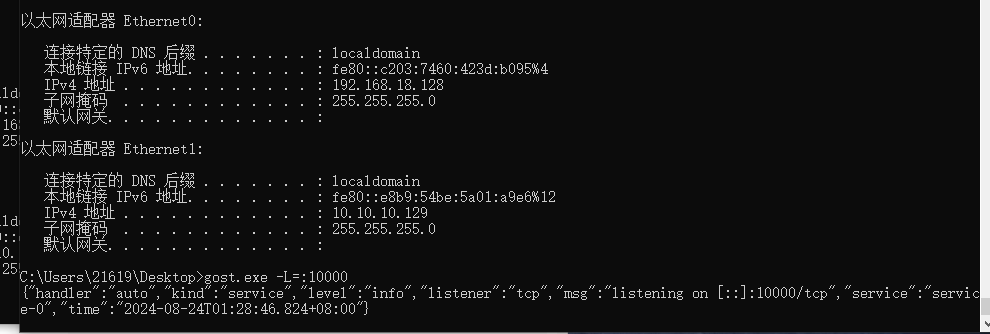 以太网适配器 Ethernet0:
连接特定的 DNS 后缀 . . . . . . . : localdomain
本地链接 IPv6 地址. . . . . . . . : fe80::c203:7460:423d:b095%4
IPv4 地址 . . . . . . . . . . . . : 192.168.18.128
子网掩码 . . . . . . . . . . . . : 255.255.255.0
默认网关. . . . . . . . . . . . . :
以太网适配器 Ethernet1:
连接特定的 DNS 后缀 . . . . . . . : localdomain
本地链接 IPv6 地址. . . . . . . . : fe80::e8b9:54be:5a01:a9e6%12
IPv4 地址 . . . . . . . . . . . . : 10.10.10.129
子网掩码 . . . . . . . . . . . . : 255.255.255.0
默认网关. . . . . . . . . . . . . :
C:\Users\21619\Desktop>gost.exe -L=:10000
{"handler":"auto","kind":"service","level":"info","listener":"tcp","msg":"listening on [::]:10000/tcp","service":"servic
e-0","time":"2024-08-24T01:28:46.824+08:00"}